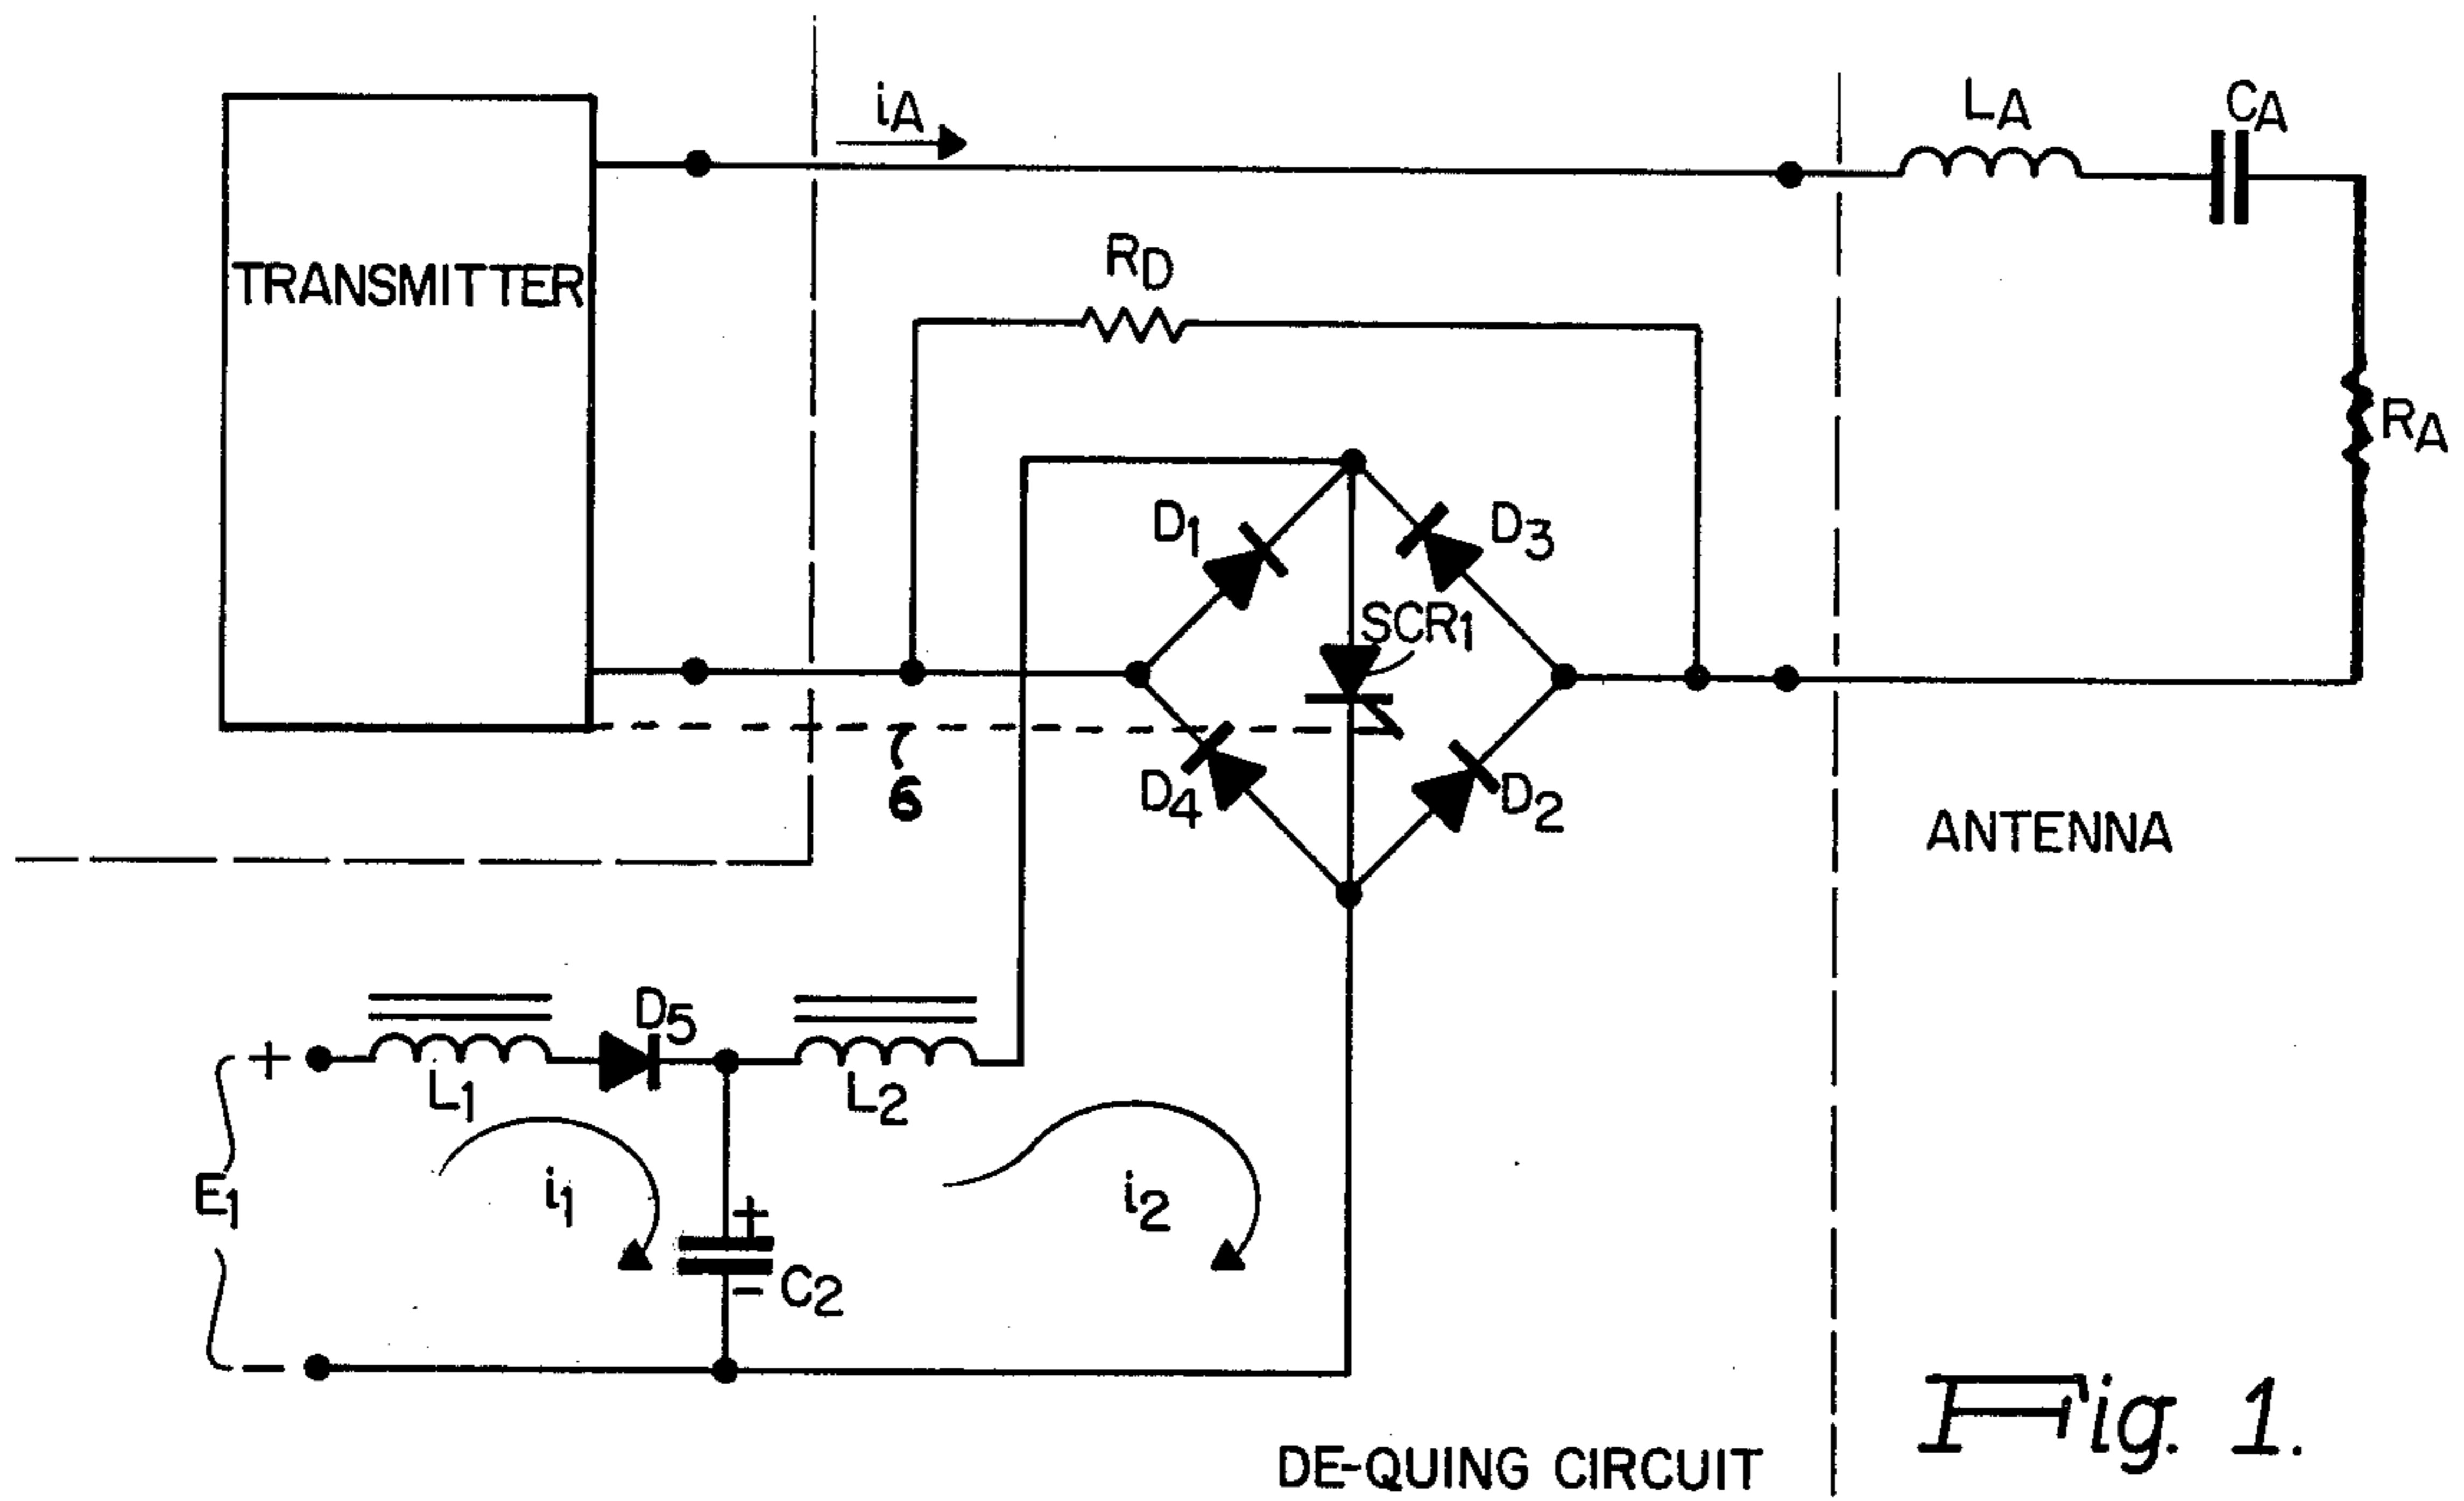 iA
LA
CA
TRANSMITTER
RD
RA
D1
D3
SCR1
D4
D2
6
ANTENNA
D5
+
L1
L2
E1
i1
i2
+
- C2
-
Fig. 1.
DE-QUING CIRCUIT